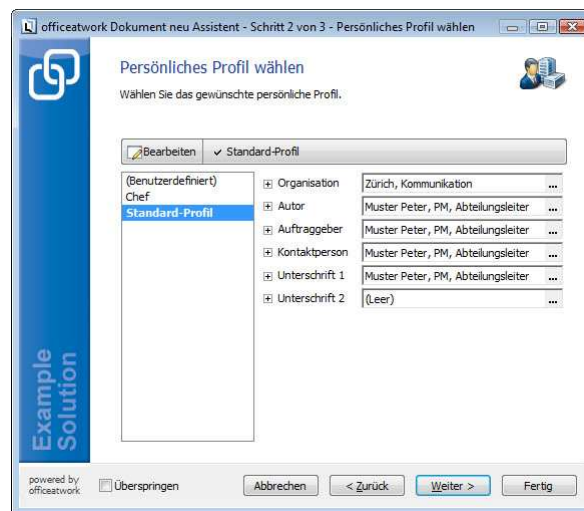 officeatwork Dokument neu Assistent - Schritt 2 von 3 - Persönliches Profil wählen
Persönliches Profil wählen
Wählen Sie das gewünschte persönliche Profil.
Bearbeiten ✓ Standard-Profil
(Benutzerdefiniert)
Chef
Standard-Profil
Organisation Zürich, Kommunikation ...
Autor Muster Peter, PM, Abteilungsleiter ...
Auftraggeber Muster Peter, PM, Abteilungsleiter ...
Kontaktperson Muster Peter, PM, Abteilungsleiter ...
Unterschrift 1 Muster Peter, PM, Abteilungsleiter ...
Unterschrift 2 (Leer) ...
Example
Solution
powered by
officeatwork
Überspringen
Abbrechen
< Zurück
Weiter >
Fertig